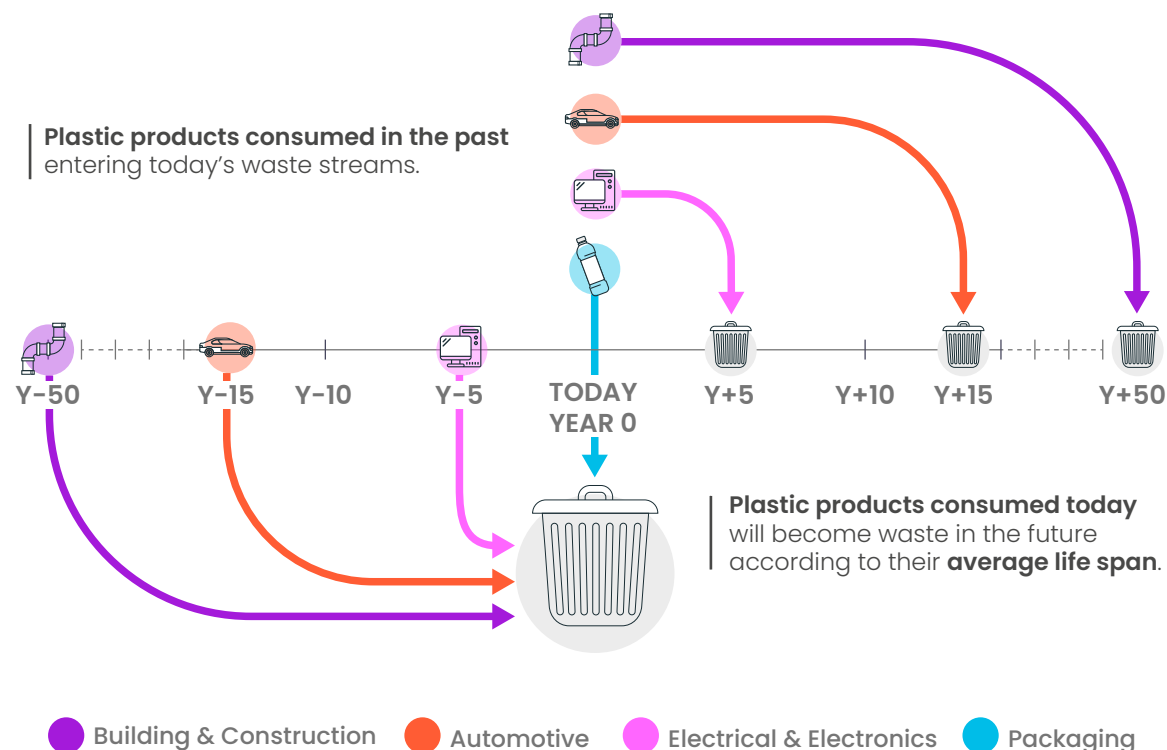 Plastic products consumed in the past
entering today’s waste streams.
Y–50
Y–15
Y–10
Y–5
TODAY
YEAR 0
Y+5
Y+10
Y+15
Y+50
Plastic products consumed today
will become waste in the future
according to their average life span.
Building & Construction
Automotive
Electrical & Electronics
Packaging